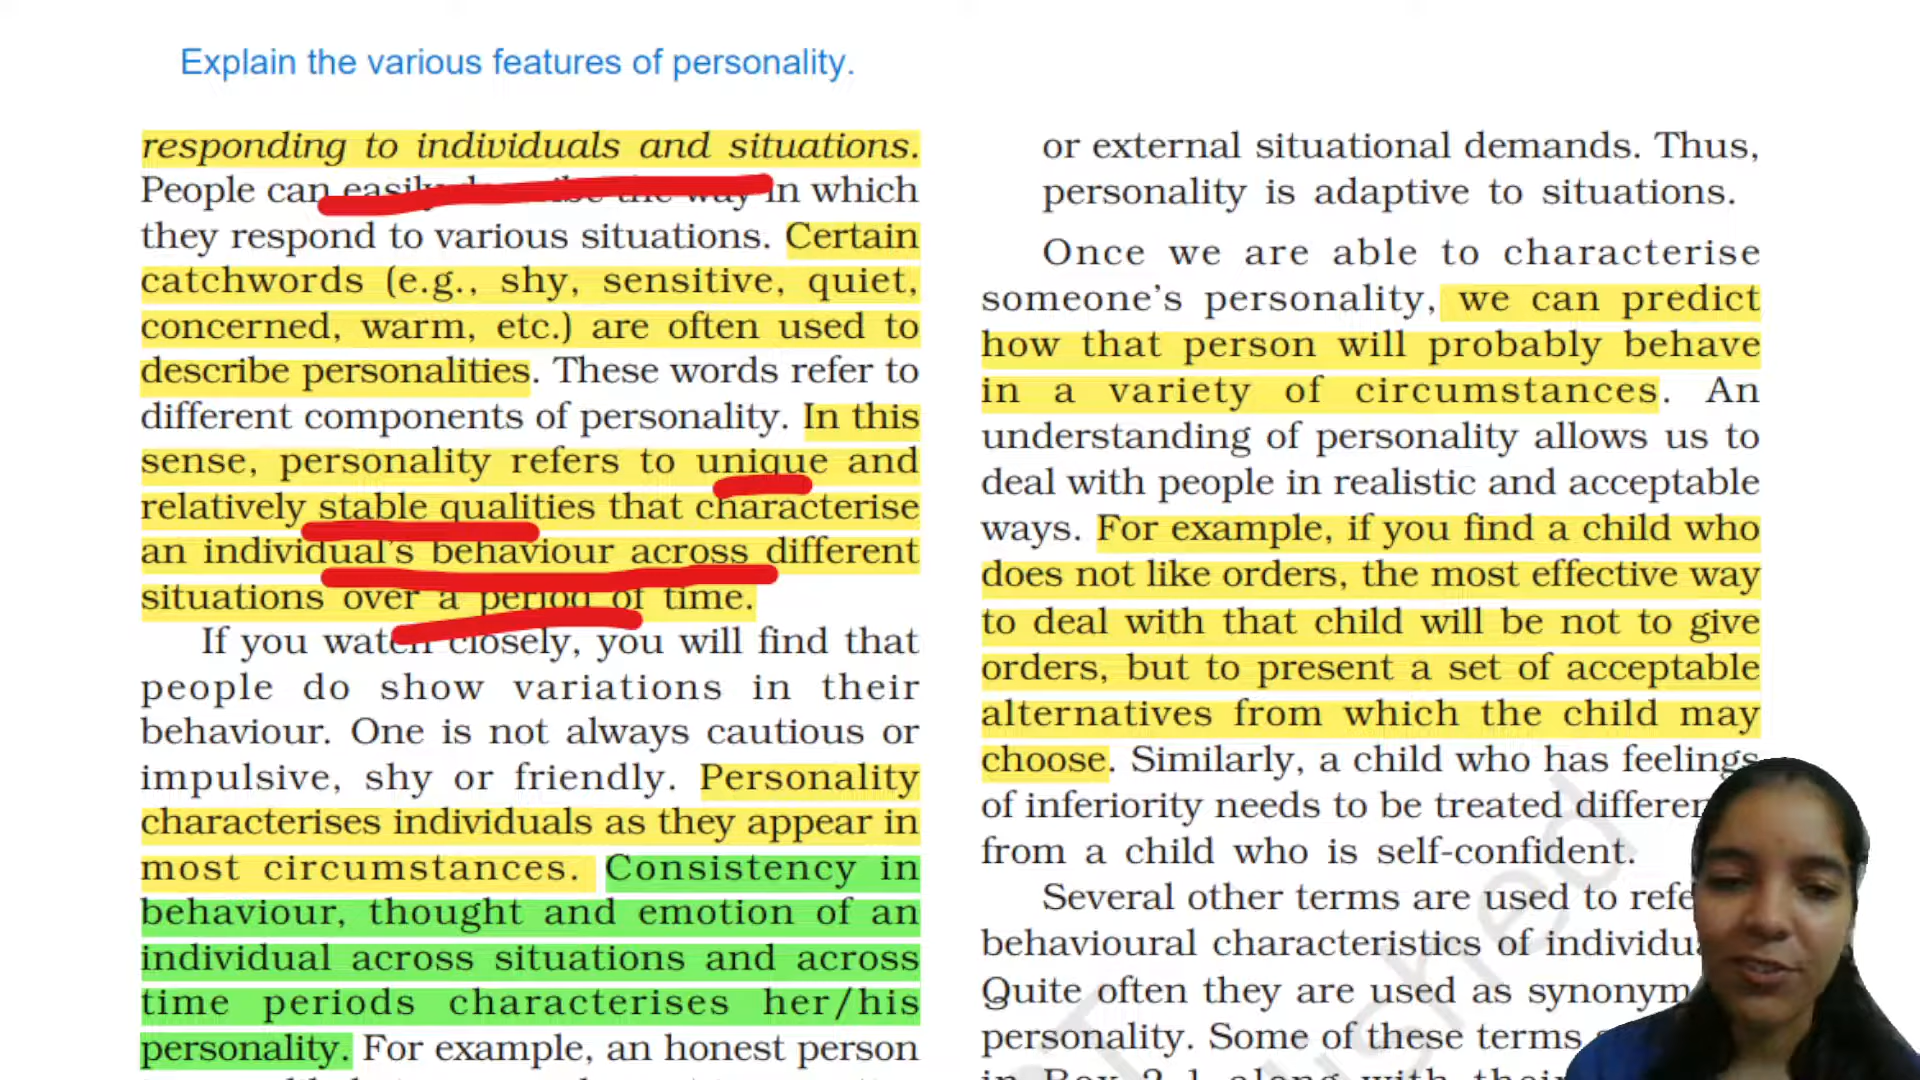 Explain the various features of personality.
responding to individuals and situations.
People can easily describe the way in which
they respond to various situations. Certain
catchwords (e.g., shy, sensitive, quiet,
concerned, warm, etc.) are often used to
describe personalities. These words refer to
different components of personality. In this
sense, personality refers to unique and
relatively stable qualities that characterise
an individual's behaviour across different
situations over a period of time.
If you watch closely, you will find that
people do show variations in their
behaviour. One is not always cautious or
impulsive, shy or friendly. Personality
characterises individuals as they appear in
most circumstances. Consistency in
behaviour, thought and emotion of an
individual across situations and across
time periods characterises her/his
personality. For example, an honest person
or external situational demands. Thus,
personality is adaptive to situations.
Once we are able to characterise
someone's personality, we can predict
how that person will probably behave
in a variety of circumstances. An
understanding of personality allows us to
deal with people in realistic and acceptable
ways. For example, if you find a child who
does not like orders, the most effective way
to deal with that child will be not to give
orders, but to present a set of acceptable
alternatives from which the child may
choose. Similarly, a child who has feelings
of inferiority needs to be treated
from a child who is self-confident.
Several other terms are used to
behavioural characteristics of
Quite often they are used as
personality. Some of these terms
in Box 2.1 along with their